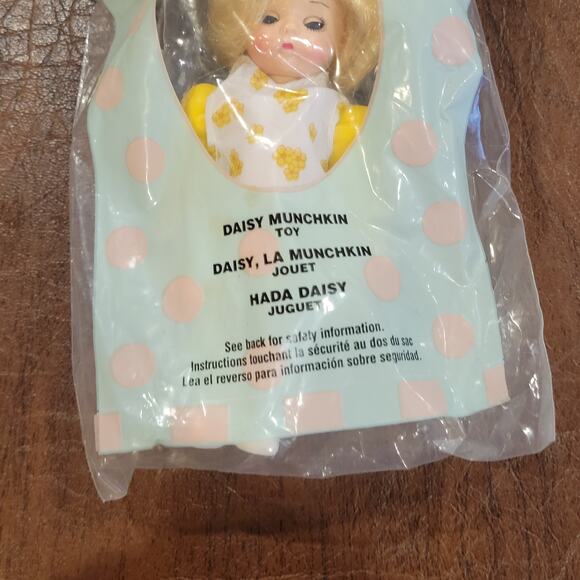 DAISY MUNCHKIN
TOY
DAISY, LA MUNCHKIN
JOUET
HADA DAISY
JUGUET
See back for safaty information.
Instructions touchant la sécurité au dos du sac
Lea el reverso para información sobre seguridad.